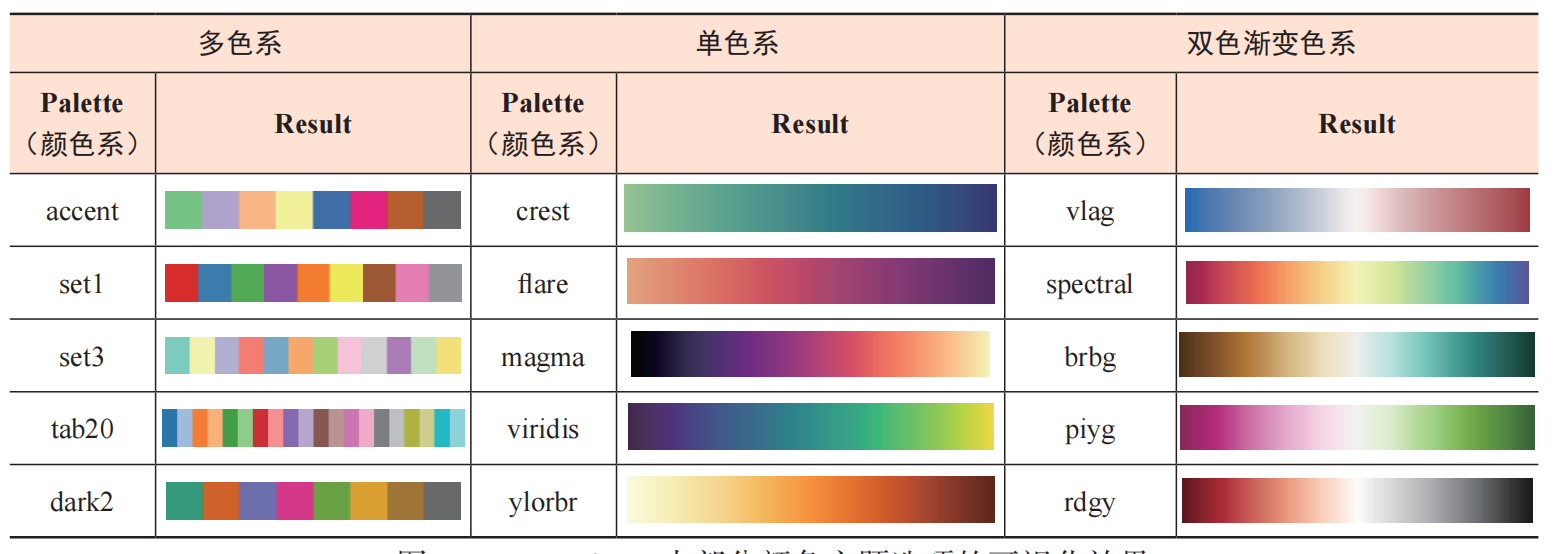 多色系 单色系 双色渐变色系
Palette Palette Palette
Result Result Result
（颜色系） （颜色系） （颜色系）
accent crest vlag
set1 flare spectral
set3 magma brbg
tab20 viridis piyg
dark2 ylorbr rdgy